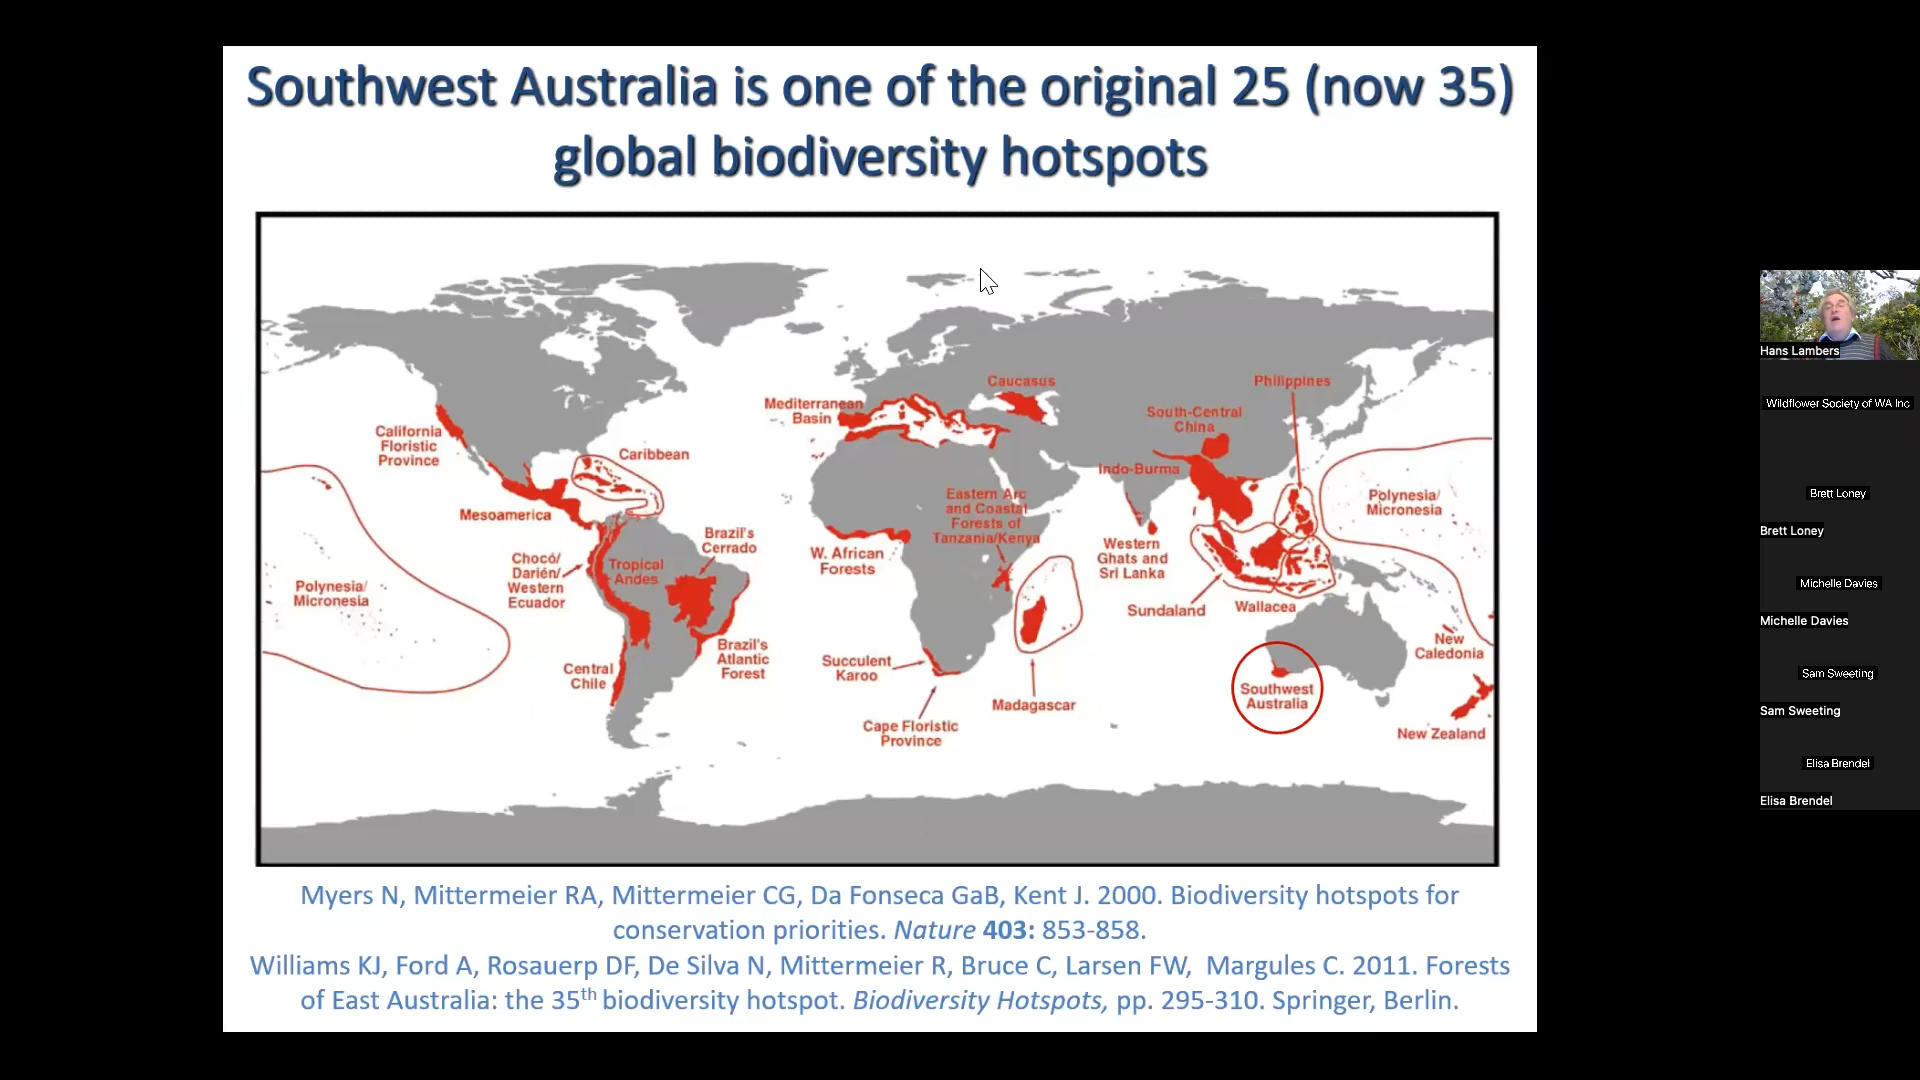 Southwest Australia is one of the original 25 (now 35)
global biodiversity hotspots
Caucasus
Philippines
Mediterranean
Basin
South-Central
China
California
Floristic
Province
Caribbean
Indo-Burma
Eastern Arc
and Coastal
Forests of
Tanzania/Kenya
Polynesia/
Micronesia
Mesoamerica
Brazil's
Cerrado
W. African
Forests
Western
Ghats and
Sri Lanka
Chocó/
Darién/
Western
Ecuador
Tropical
Andes
Polynesia/
Micronesia
Sundaland
Wallacea
Brazil's
Atlantic
Forest
New
Caledonia
Central
Chile
Succulent
Karoo
Madagascar
Southwest
Australia
Cape Floristic
Province
New Zealand
Myers N, Mittermeier RA, Mittermeier CG, Da Fonseca GaB, Kent J. 2000. Biodiversity hotspots for
conservation priorities. Nature 403: 853-858.
Williams KJ, Ford A, Rosauerp DF, De Silva N, Mittermeier R, Bruce C, Larsen FW, Margules C. 2011. Forests
of East Australia: the 35th biodiversity hotspot. Biodiversity Hotspots, pp. 295-310. Springer, Berlin.
Hans Lambers
Wildflower Society of WA Inc
Brett Loney
Brett Loney
Michelle Davies
Michelle Davies
Sam Sweeting
Sam Sweeting
Elisa Brendel
Elisa Brendel